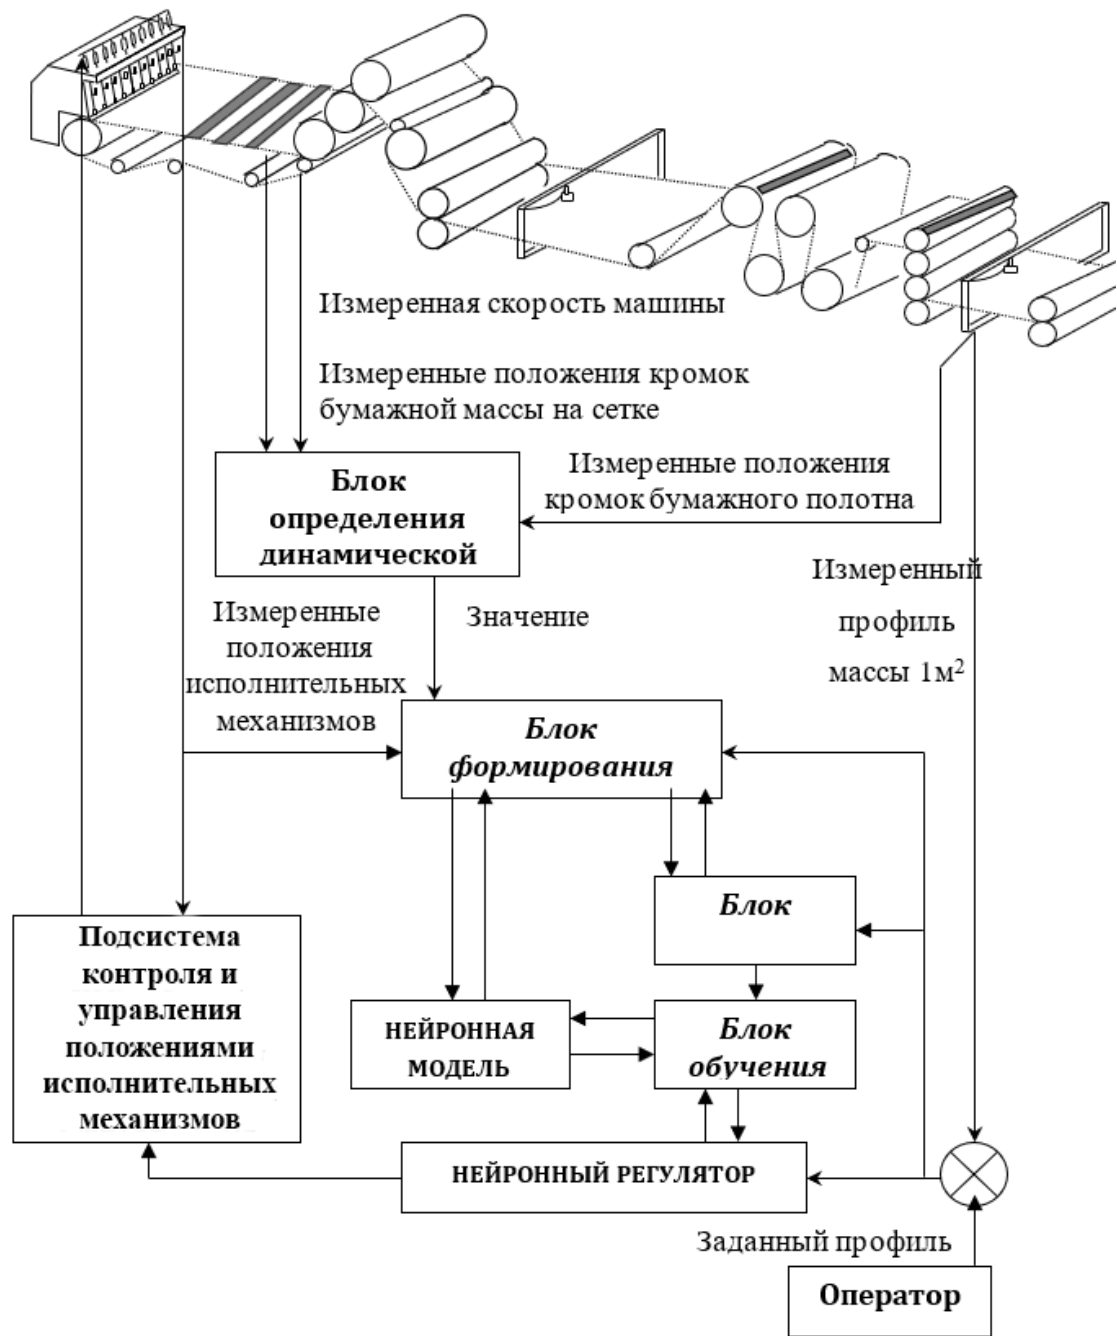 Измеренная скорость машины
Измеренные положения кромок
бумажной массы на сетке
Измеренные положения
кромок бумажного полотна
Блок
определения
динамической
Измеренный
профиль
массы 1м²
Измеренные
положения
исполнительных
механизмов
Значение
Блок
формирования
Блок
Подсистема
контроля и
управления
положениями
исполнительных
механизмов
НЕЙРОННАЯ
МОДЕЛЬ
Блок
обучения
НЕЙРОННЫЙ РЕГУЛЯТОР
Заданный профиль
Оператор